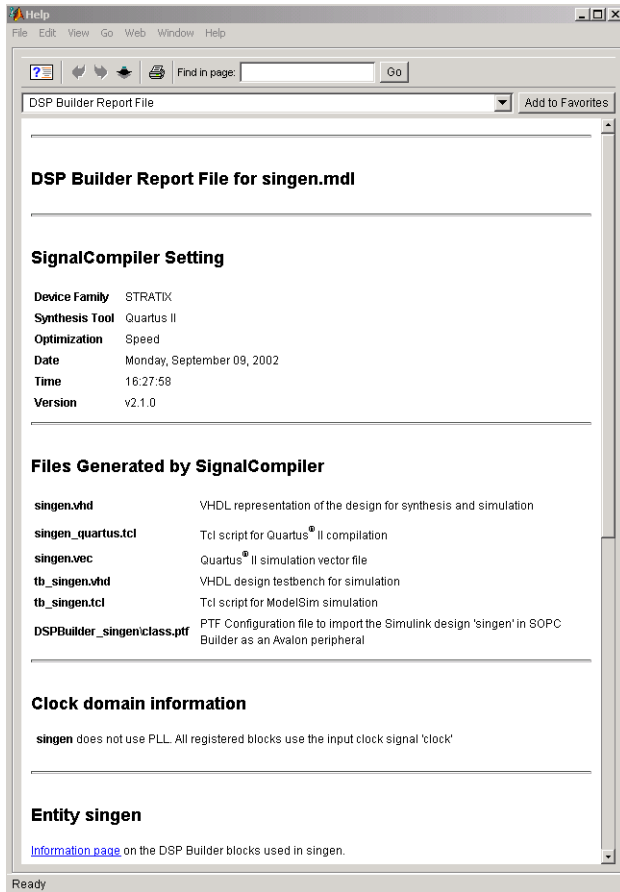 Help
File Edit View Go Web Window Help
Find in page: Go
DSP Builder Report File Add to Favorites
DSP Builder Report File for singen.mdl
SignalCompiler Setting
Device Family STRATIX
Synthesis Tool Quartus II
Optimization Speed
Date Monday, September 09, 2002
Time 16:27:58
Version v2.1.0
Files Generated by SignalCompiler
singen.vhd VHDL representation of the design for synthesis and simulation
singen_quartus.tcl Tcl script for Quartus® II compilation
singen.vec Quartus® II simulation vector file
tb_singen.vhd VHDL design testbench for simulation
tb_singen.tcl Tcl script for ModelSim simulation
DSPBuilder_singen\class.ptf PTF Configuration file to import the Simulink design 'singen' in SOPC
Builder as an Avalon peripheral
Clock domain information
singen does not use PLL. All registered blocks use the input clock signal 'clock'
Entity singen
Information page on the DSP Builder blocks used in singen.
Ready